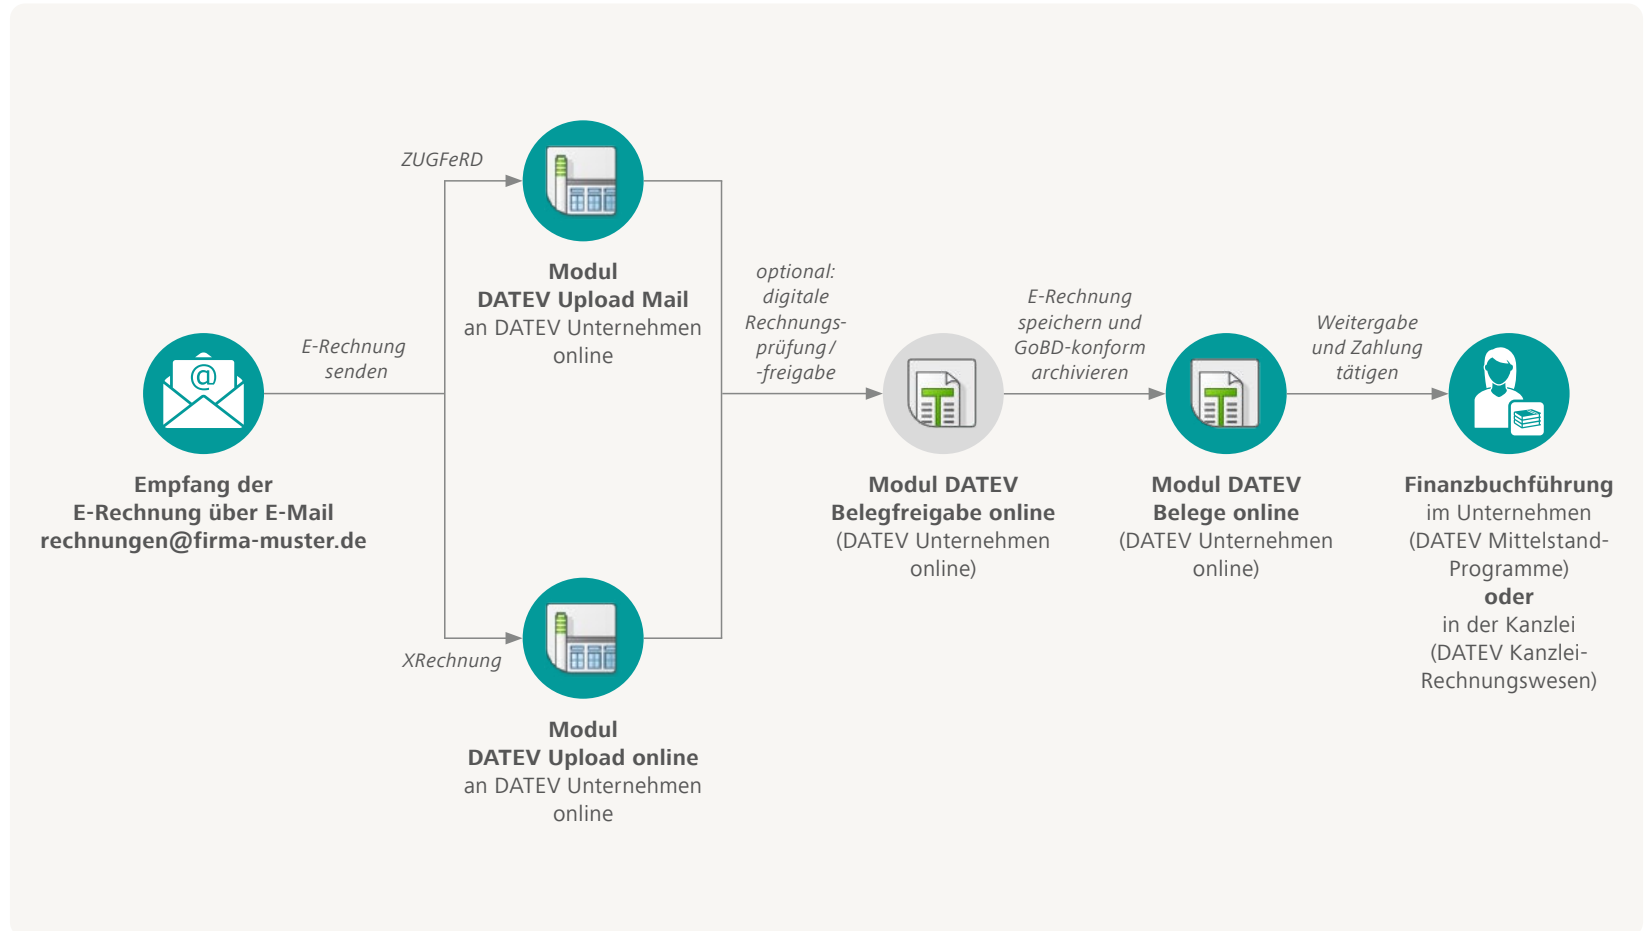 E-Rechnung
senden
@
Empfang der
E-Rechnung über E-Mail
rechnungen@firma-muster.de
ZUGFeRD
Modul
DATEV Upload Mail
an DATEV Unternehmen
online
XRechnung
Modul
DATEV Upload online
an DATEV Unternehmen
online
optional:
digitale
Rechnungs-
prüfung/
-freigabe
Modul DATEV
Belegfreigabe online
(DATEV Unternehmen
online)
E-Rechnung
speichern und
GoBD-konform
archivieren
Modul DATEV
Belege online
(DATEV Unternehmen
online)
Weitergabe
und Zahlung
tätigen
Finanzbuchführung
im Unternehmen
(DATEV Mittelstand-
Programme)
oder
in der Kanzlei
(DATEV Kanzlei-
Rechnungswesen)